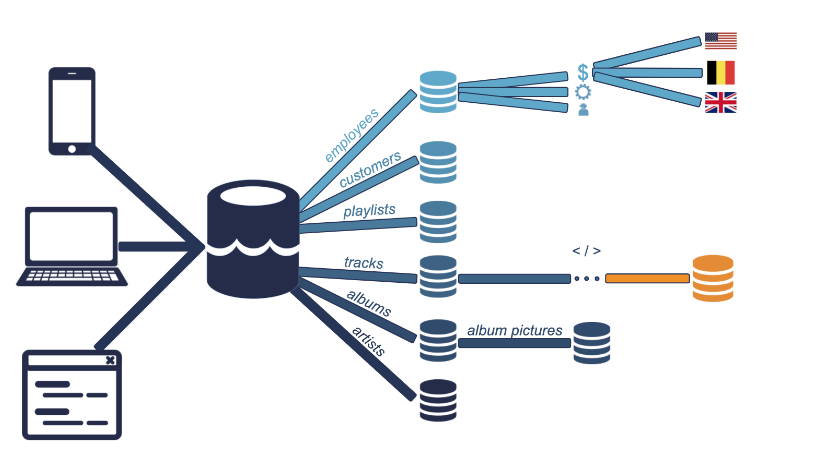 employees
$
customers
playlists
</>
tracks
albums
album pictures
artists